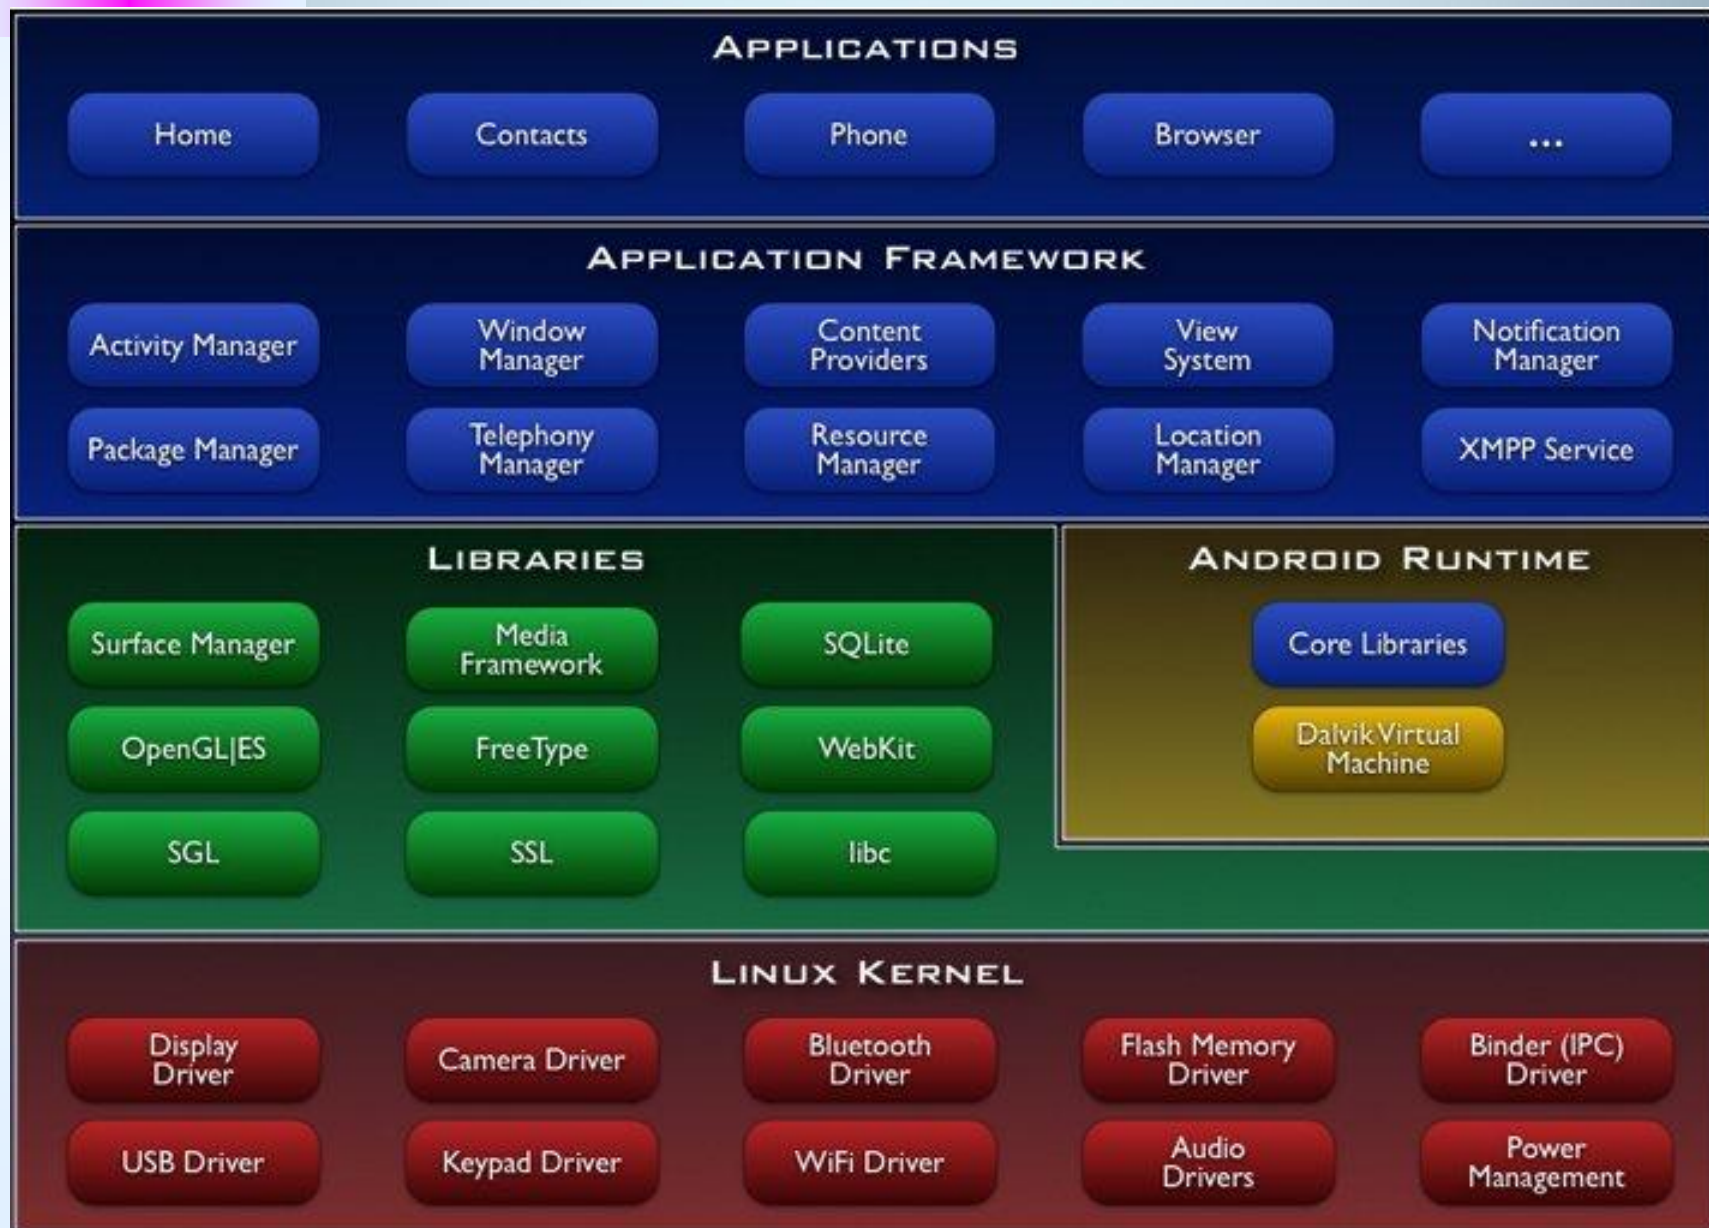 APPLICATIONS
Home
Contacts
Phone
Browser
...
APPLICATION FRAMEWORK
Activity Manager
Window
Manager
Content
Providers
View
System
Notification
Manager
Package Manager
Telephony
Manager
Resource
Manager
Location
Manager
XMPP Service
LIBRARIES
Surface Manager
Media
Framework
SQLite
OpenGL|ES
FreeType
WebKit
SGL
SSL
libc
ANDROID RUNTIME
Core Libraries
Dalvik Virtual
Machine
LINUX KERNEL
Display
Driver
Camera Driver
Bluetooth
Driver
Flash Memory
Driver
Binder (IPC)
Driver
USB Driver
Keypad Driver
WiFi Driver
Audio
Drivers
Power
Management